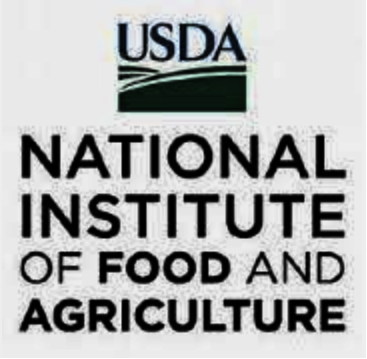 USDA
NATIONAL
INSTITUTE
OF FOOD AND
AGRICULTURE